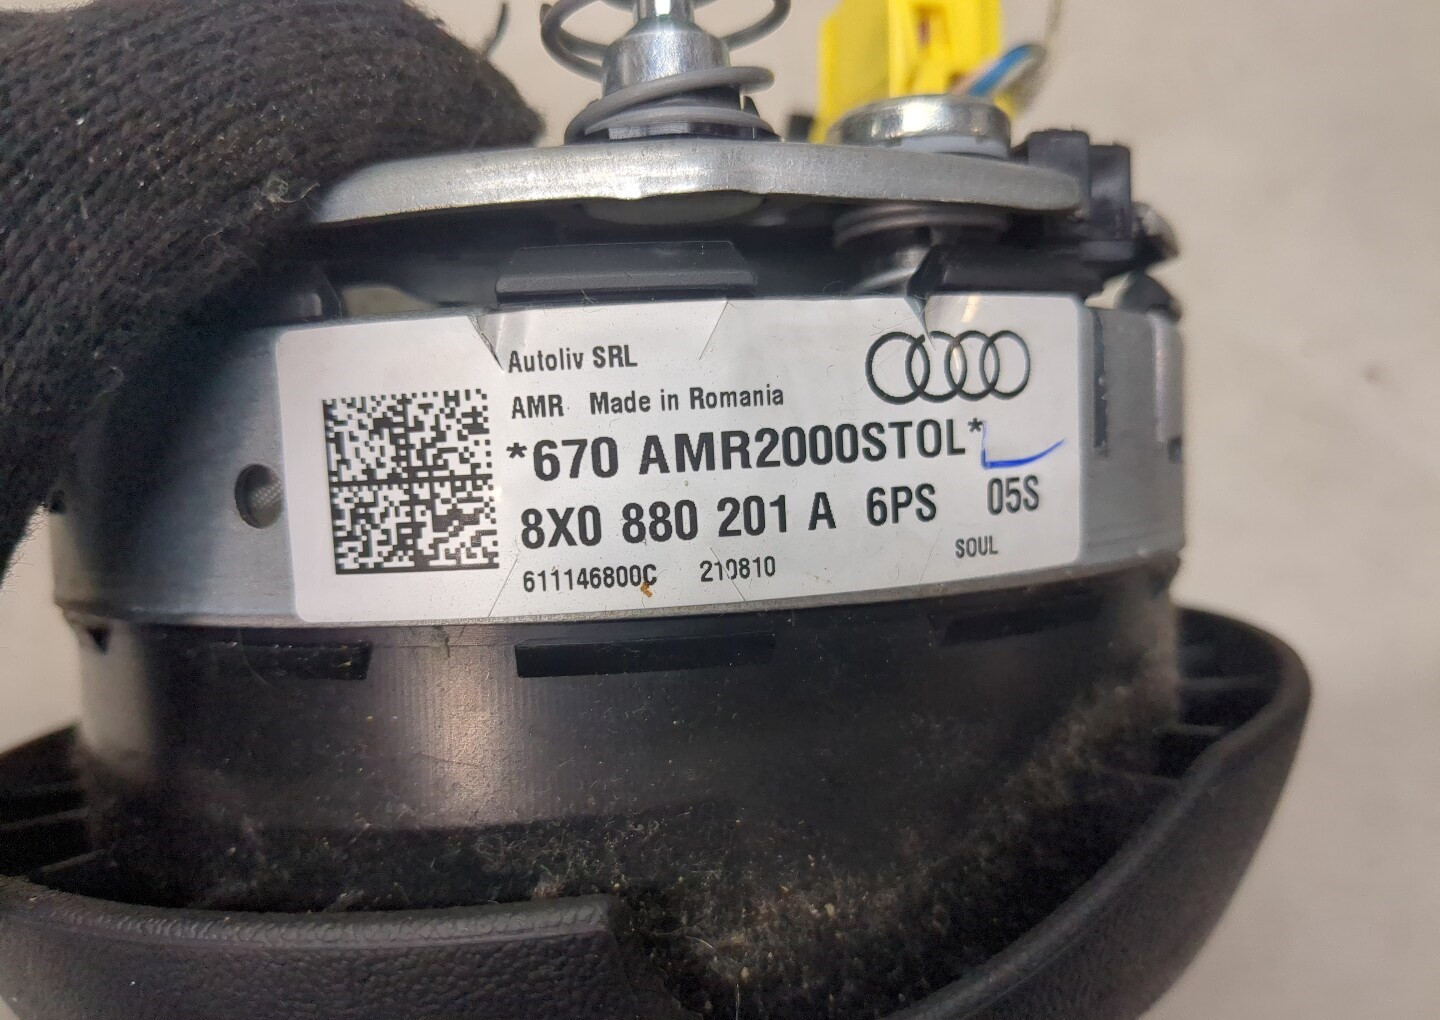 Autoliv SRL
AMR Made in Romania
*670 AMR2000STOL*
8X0 880 201 A 6PS 05S
611146800C 210810 SOUL